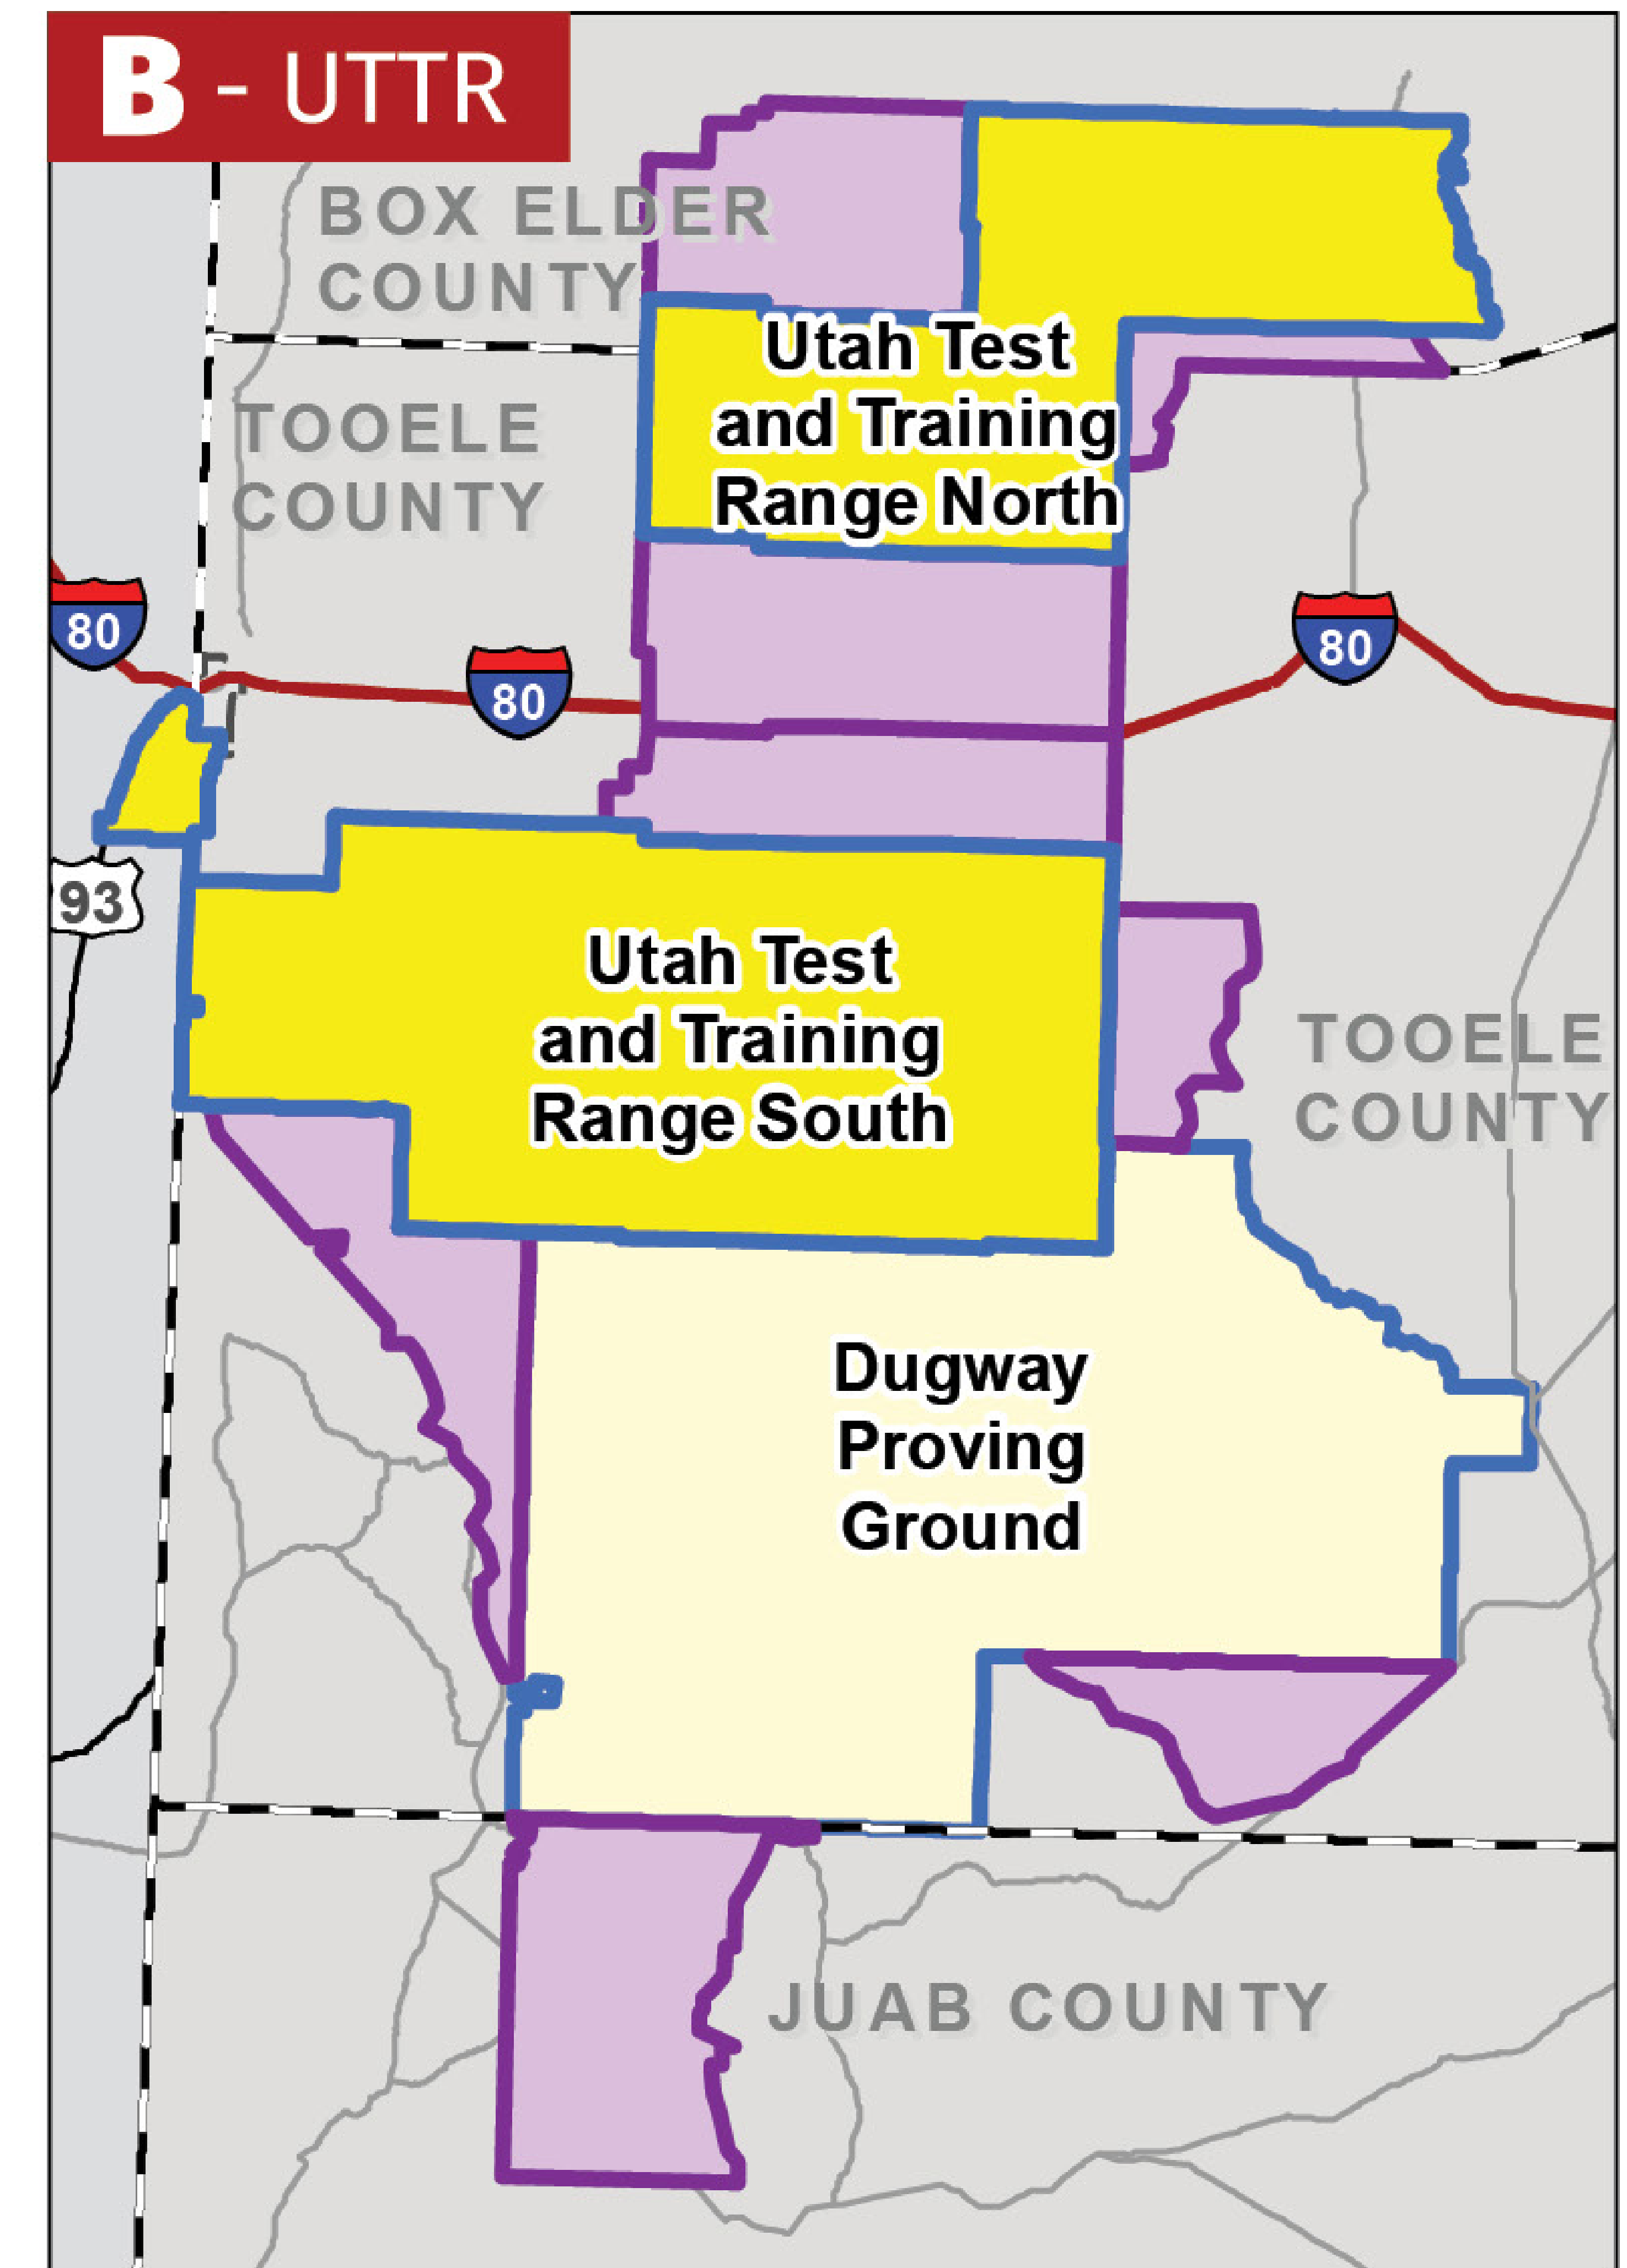 B - UTTR
BOX ELDER
COUNTY
Utah Test
and Training
Range North
TOOELE
COUNTY
80
80
80
93
Utah Test
and Training
Range South
TOOELE
COUNTY
Dugway
Proving
Ground
JUAB COUNTY